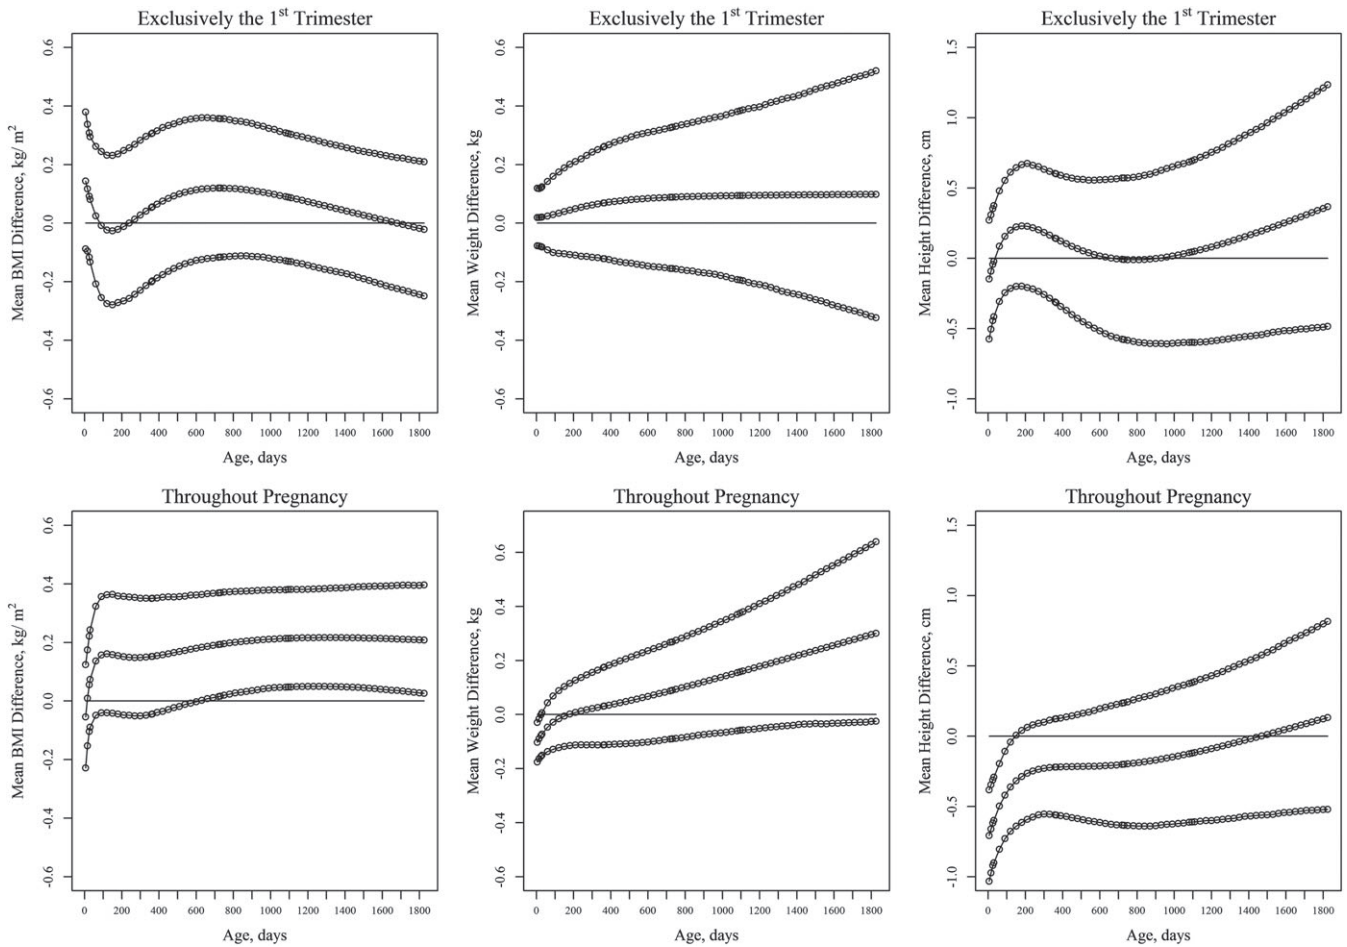 Exclusively the 1st Trimester
Mean BMI Difference, kg/ m2
0.6
0.4
0.2
0.0
-0.2
-0.4
-0.6
0 200 400 600 800 1000 1200 1400 1600 1800
Age, days
Exclusively the 1st Trimester
Mean Weight Difference, kg
0.6
0.4
0.2
0.0
-0.2
-0.4
-0.6
0 200 400 600 800 1000 1200 1400 1600 1800
Age, days
Exclusively the 1st Trimester
Mean Height Difference, cm
1.5
1.0
0.5
0.0
-0.5
-1.0
0 200 400 600 800 1000 1200 1400 1600 1800
Age, days
Throughout Pregnancy
Mean BMI Difference, kg/ m2
0.6
0.4
0.2
0.0
-0.2
-0.4
-0.6
0 200 400 600 800 1000 1200 1400 1600 1800
Age, days
Throughout Pregnancy
Mean Weight Difference, kg
0.6
0.4
0.2
0.0
-0.2
-0.4
-0.6
0 200 400 600 800 1000 1200 1400 1600 1800
Age, days
Throughout Pregnancy
Mean Height Difference, cm
1.5
1.0
0.5
0.0
-0.5
-1.0
0 200 400 600 800 1000 1200 1400 1600 1800
Age, days